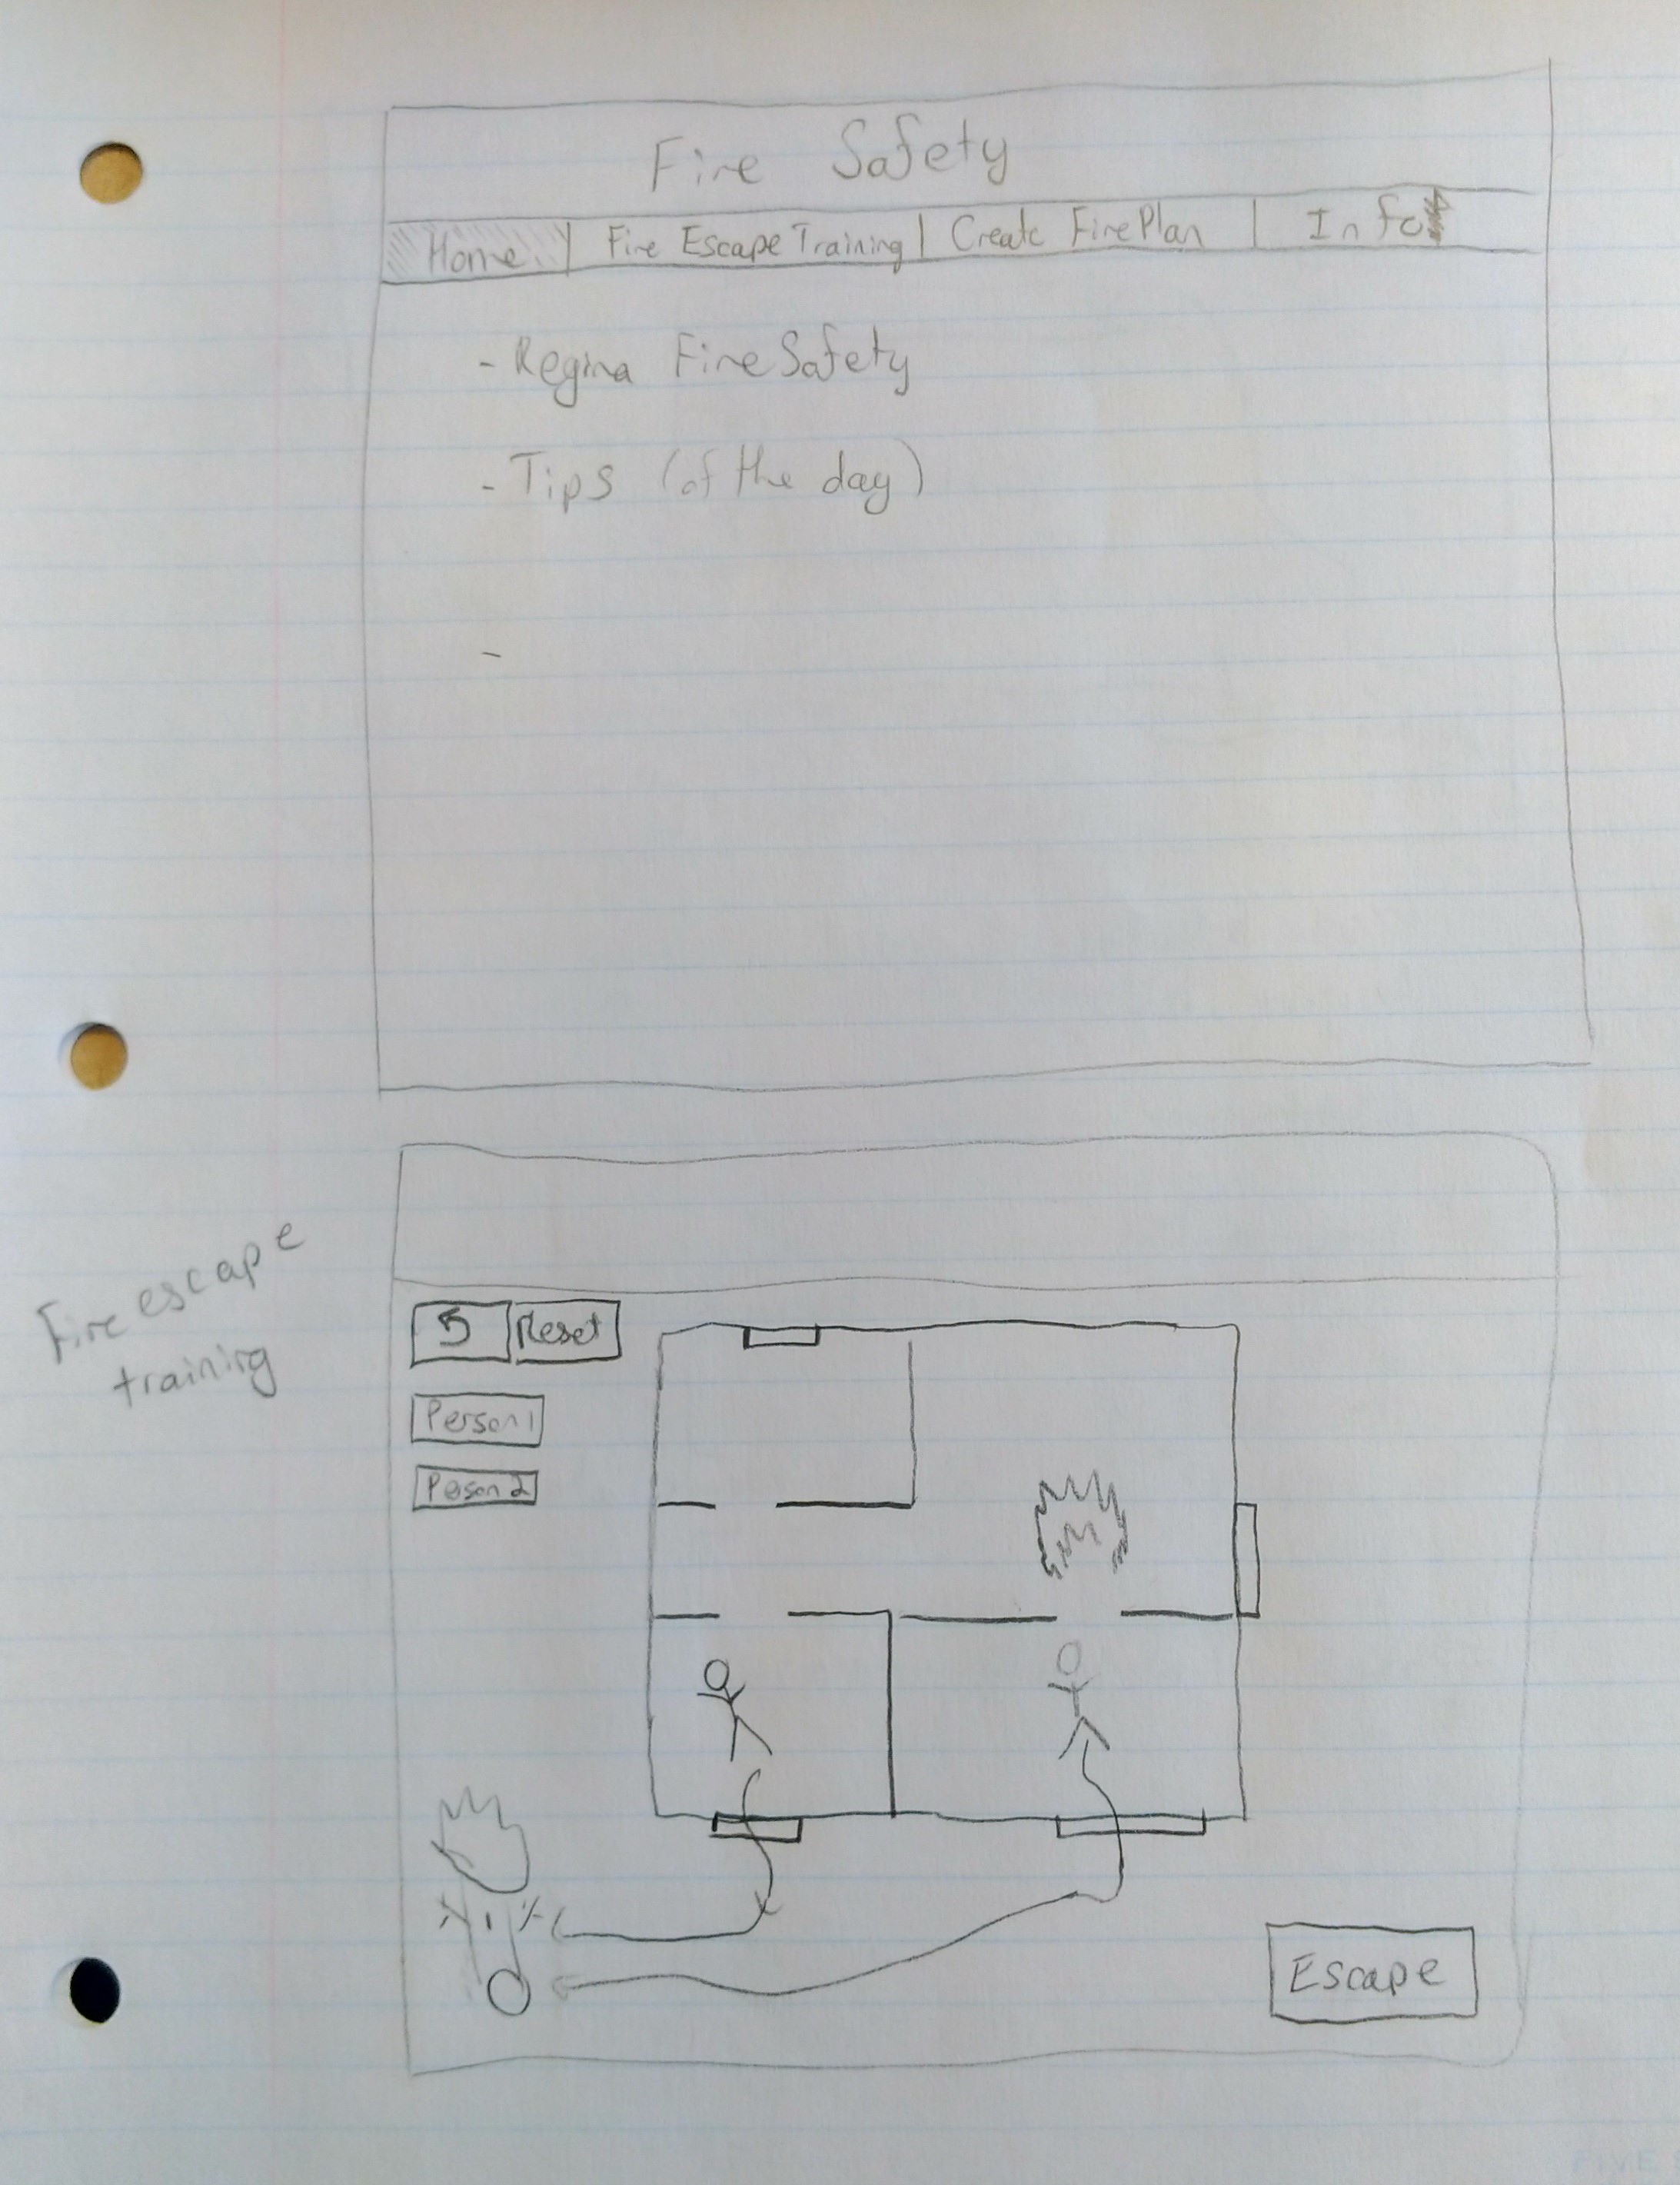 Fire Safety
Home | Fire Escape Training | Create Fire Plan | Info
- Regina Fire Safety
- Tips (of the day)
-
Fire escape
training
Reset
Person 1
Person 2
Escape
FIVE